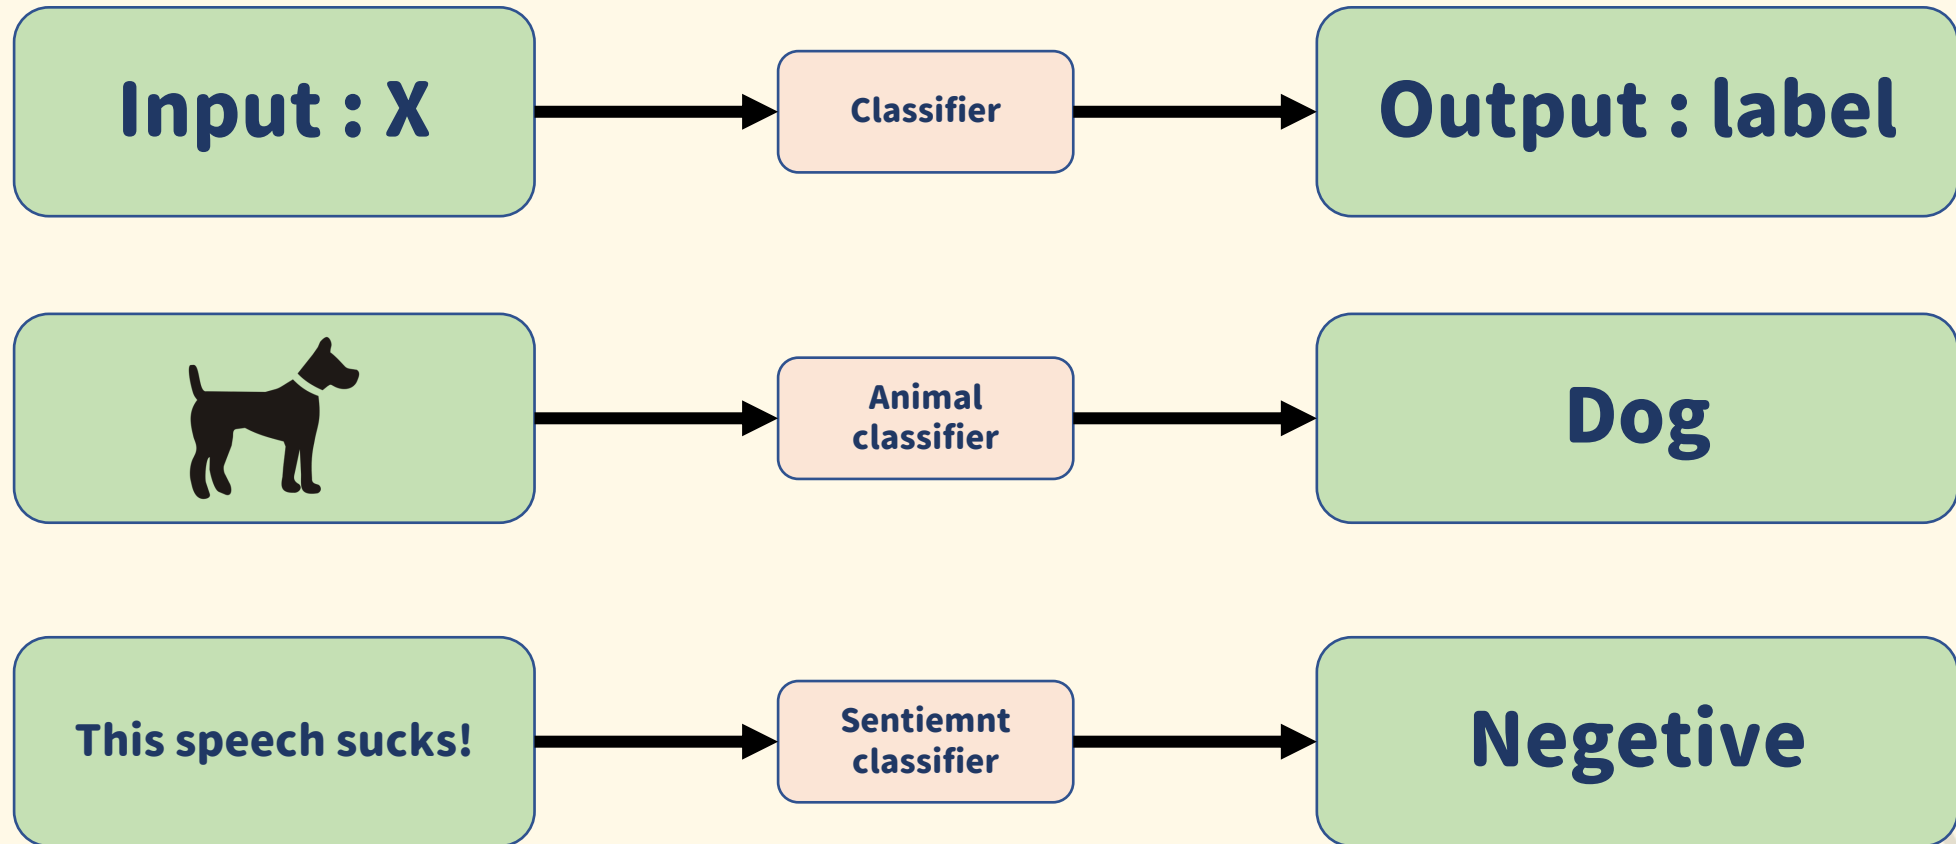 Input : X
Classifier
Output : label
Animal
classifier
Dog
This speech sucks!
Sentiemnt
classifier
Negetive